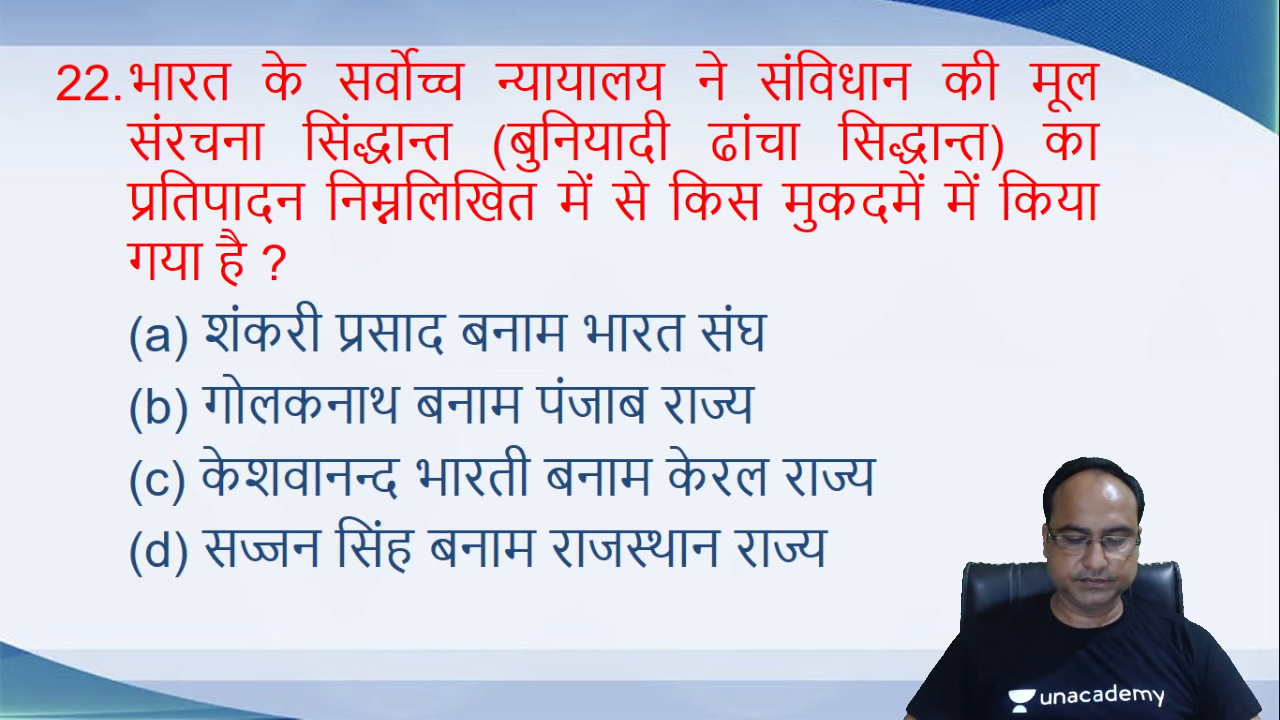 22. भारत के सर्वोच्च न्यायालय ने संविधान की मूल
संरचना सिंद्धान्त (बुनियादी ढांचा सिद्धान्त) का
प्रतिपादन निम्नलिखित में से किस मुकदमें में किया
गया है ?
(a) शंकरी प्रसाद बनाम भारत संघ
(b) गोलकनाथ बनाम पंजाब राज्य
(c) केशवानन्द भारती बनाम केरल राज्य
(d) सज्जन सिंह बनाम राजस्थान राज्य
unacademy